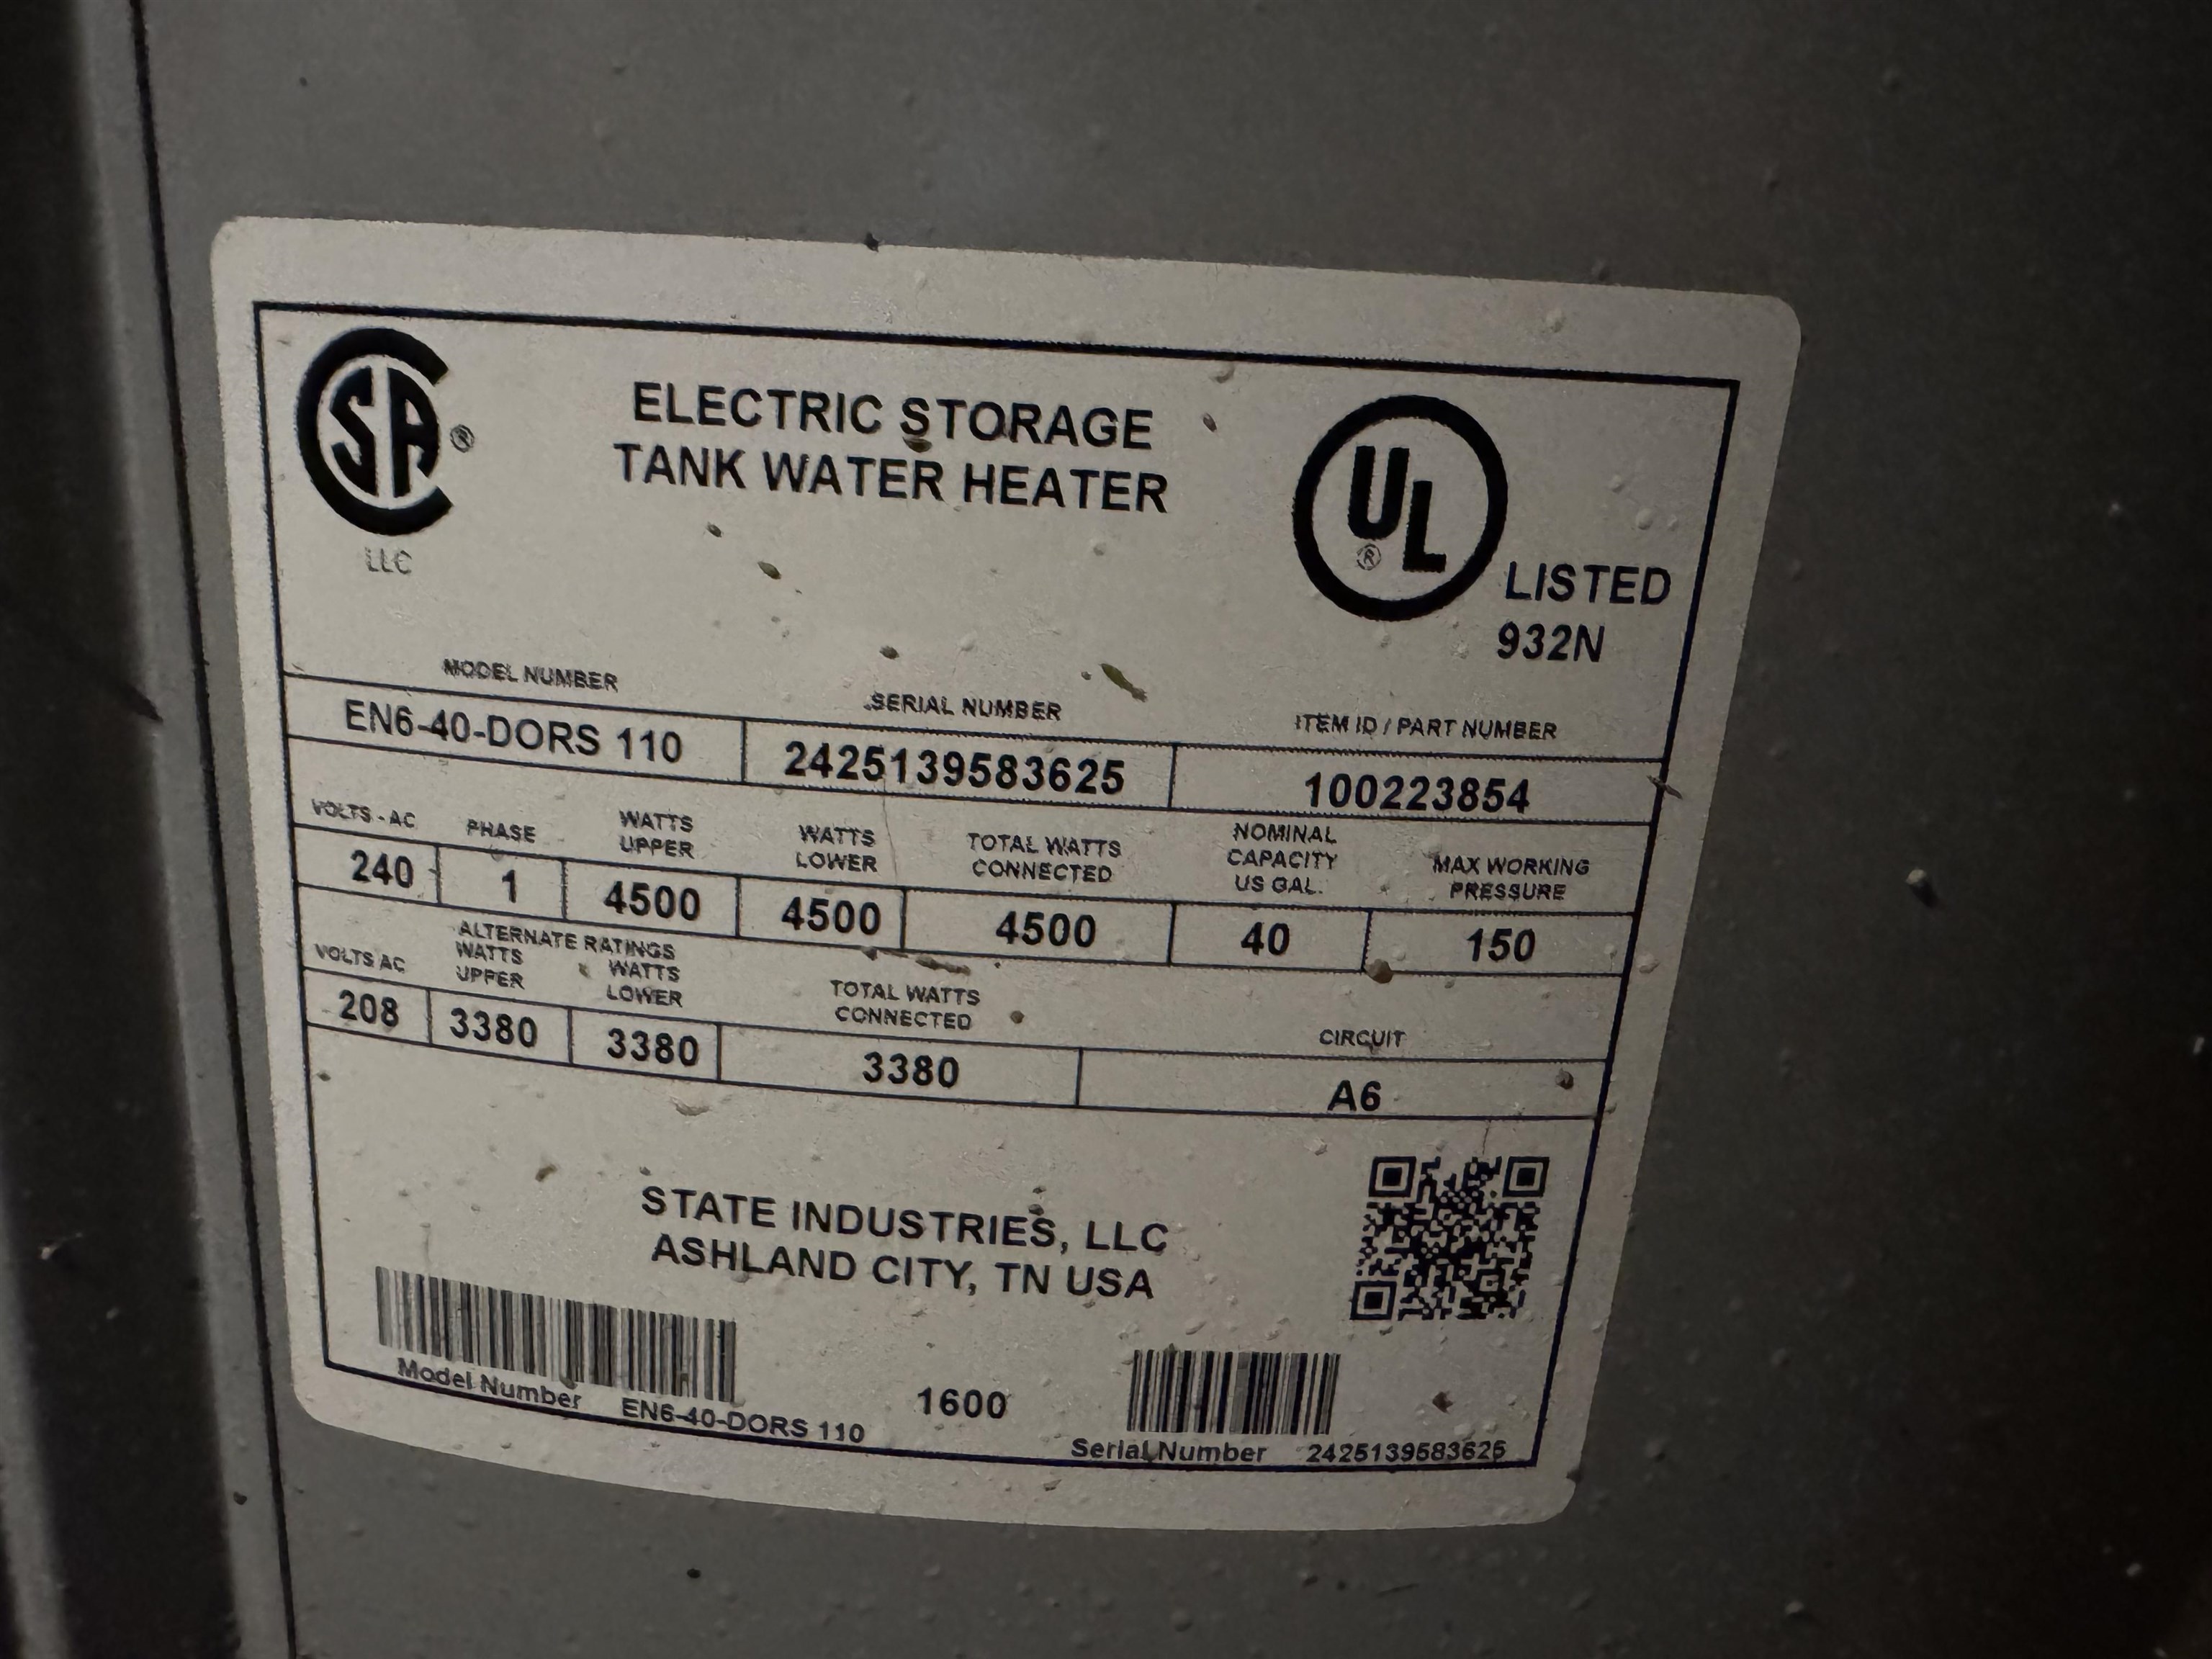 SA ®
LLC
ELECTRIC STORAGE
TANK WATER HEATER
UL ®
LISTED
932N
MODEL NUMBER SERIAL NUMBER ITEM ID / PART NUMBER
EN6-40-DORS 110 2425139583625 100223854
VOLTS - AC PHASE WATTS UPPER WATTS LOWER TOTAL WATTS CONNECTED NOMINAL CAPACITY US GAL. MAX WORKING PRESSURE
240 1 4500 4500 4500 40 150
ALTERNATE RATINGS
VOLTS AC WATTS UPPER WATTS LOWER TOTAL WATTS CONNECTED CIRCUIT
208 3380 3380 3380 A6
STATE INDUSTRIES, LLC
ASHLAND CITY, TN USA
Model Number EN6-40-DORS 110
1600
Serial Number 2425139583625